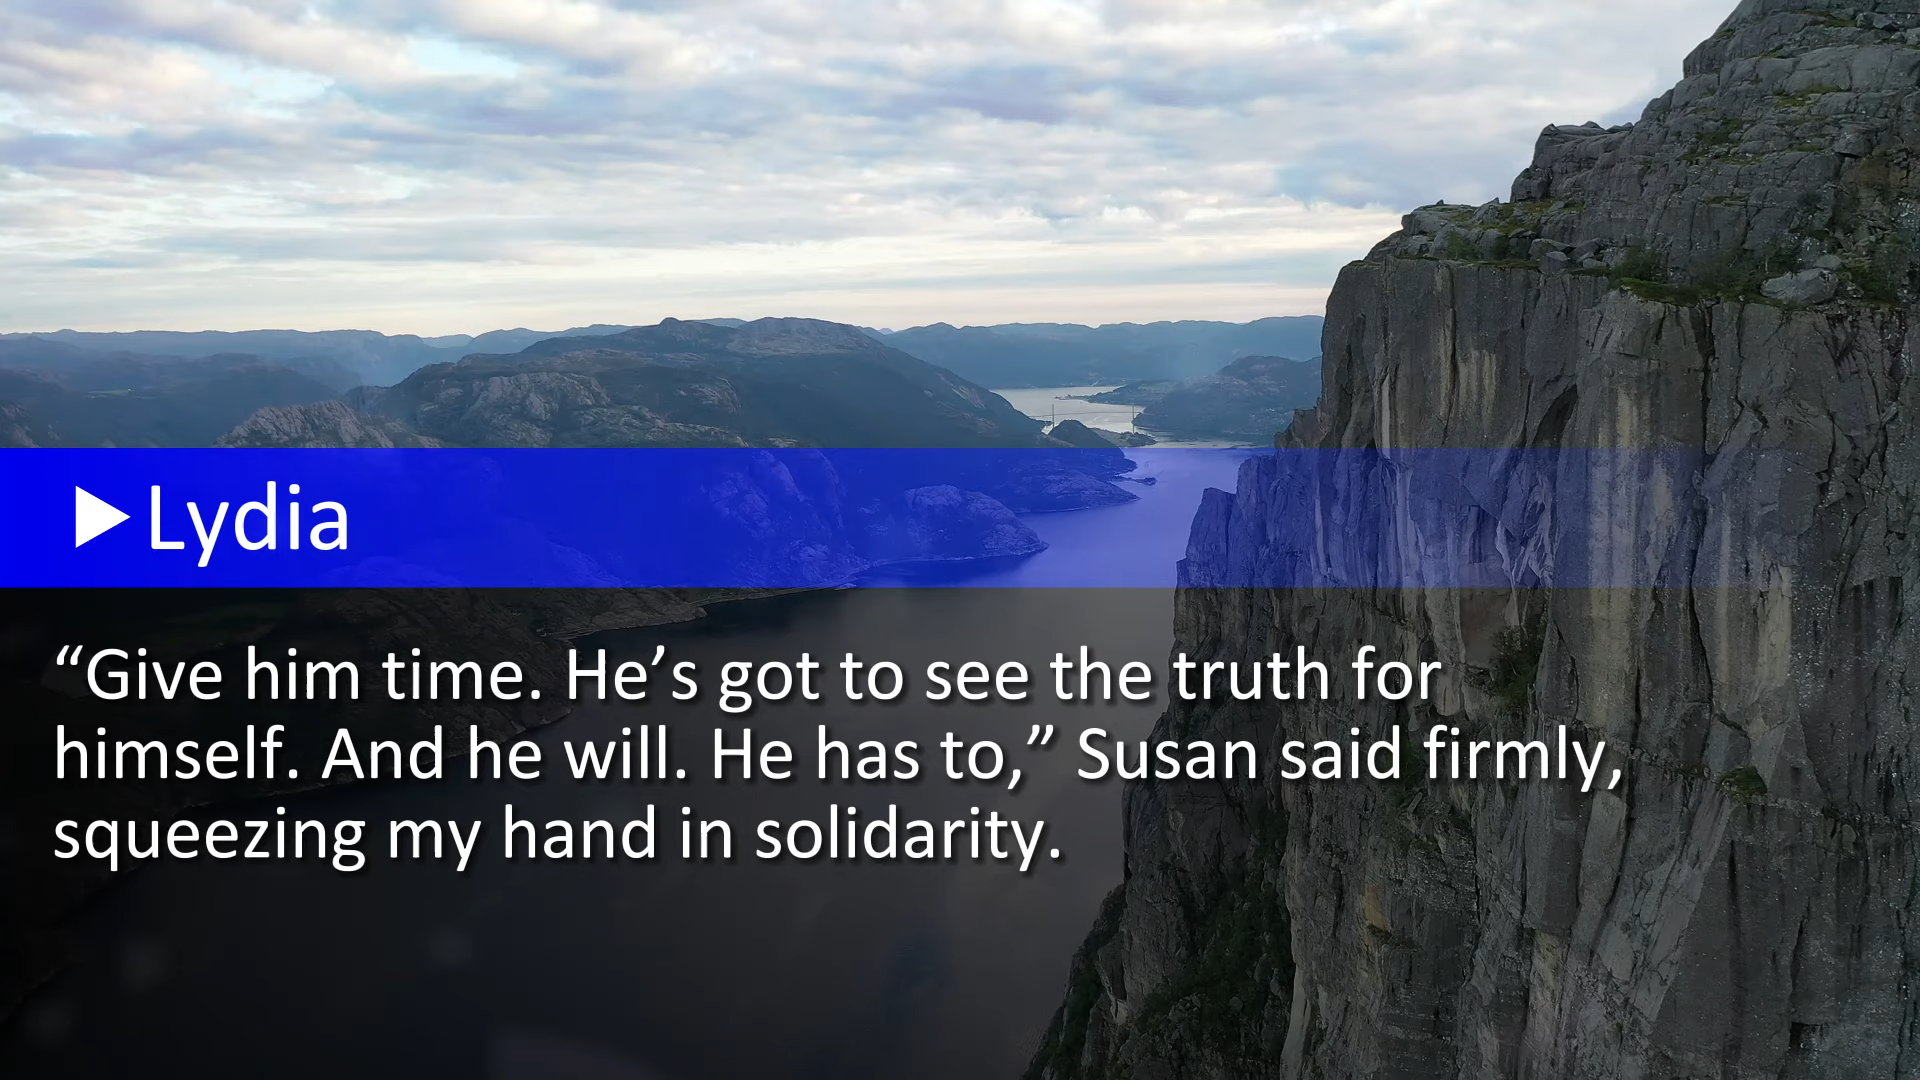 ▶Lydia
“Give him time. He’s got to see the truth for
himself. And he will. He has to,” Susan said firmly,
squeezing my hand in solidarity.